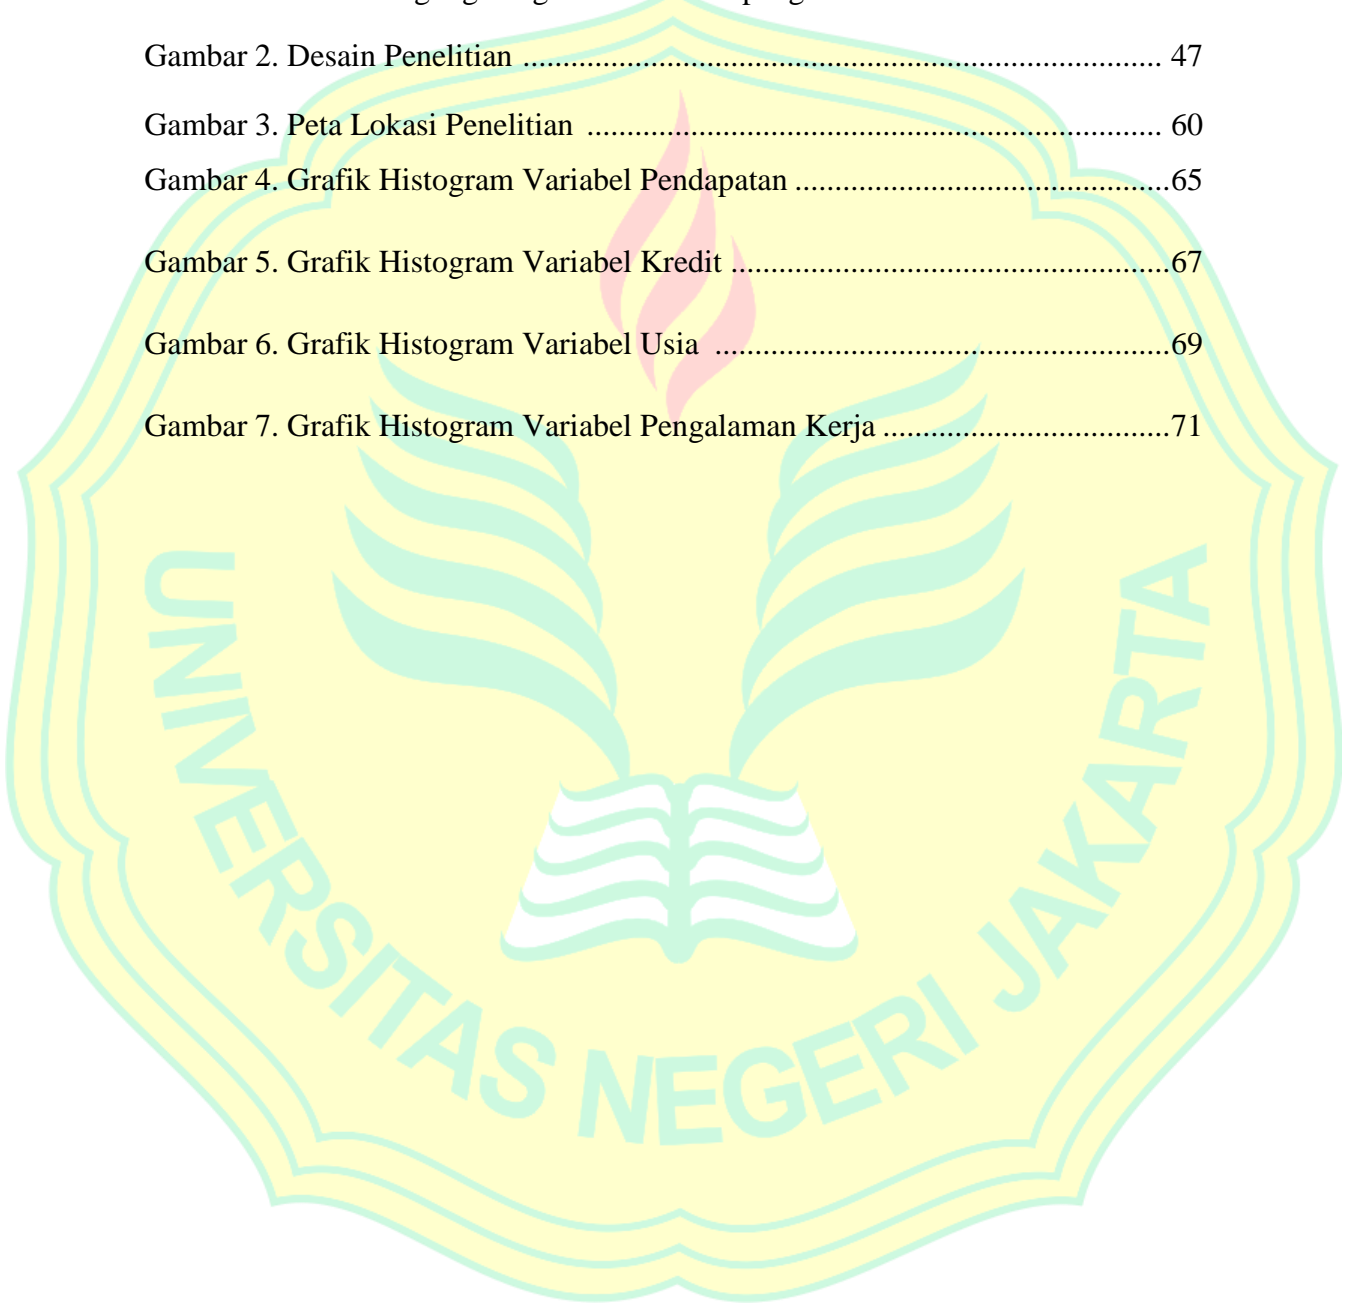 Gambar 2. Desain Penelitian ................................................................................ 47
Gambar 3. Peta Lokasi Penelitian ........................................................................ 60
Gambar 4. Grafik Histogram Variabel Pendapatan ...............................................65
Gambar 5. Grafik Histogram Variabel Kredit .......................................................67
Gambar 6. Grafik Histogram Variabel Usia .........................................................69
Gambar 7. Grafik Histogram Variabel Pengalaman Kerja ....................................71
UNIVERSITAS NEGERI JAKARTA